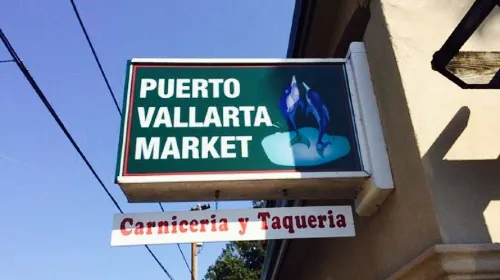 PUERTO
VALLARTA
MARKET
Carniceria y Taqueria